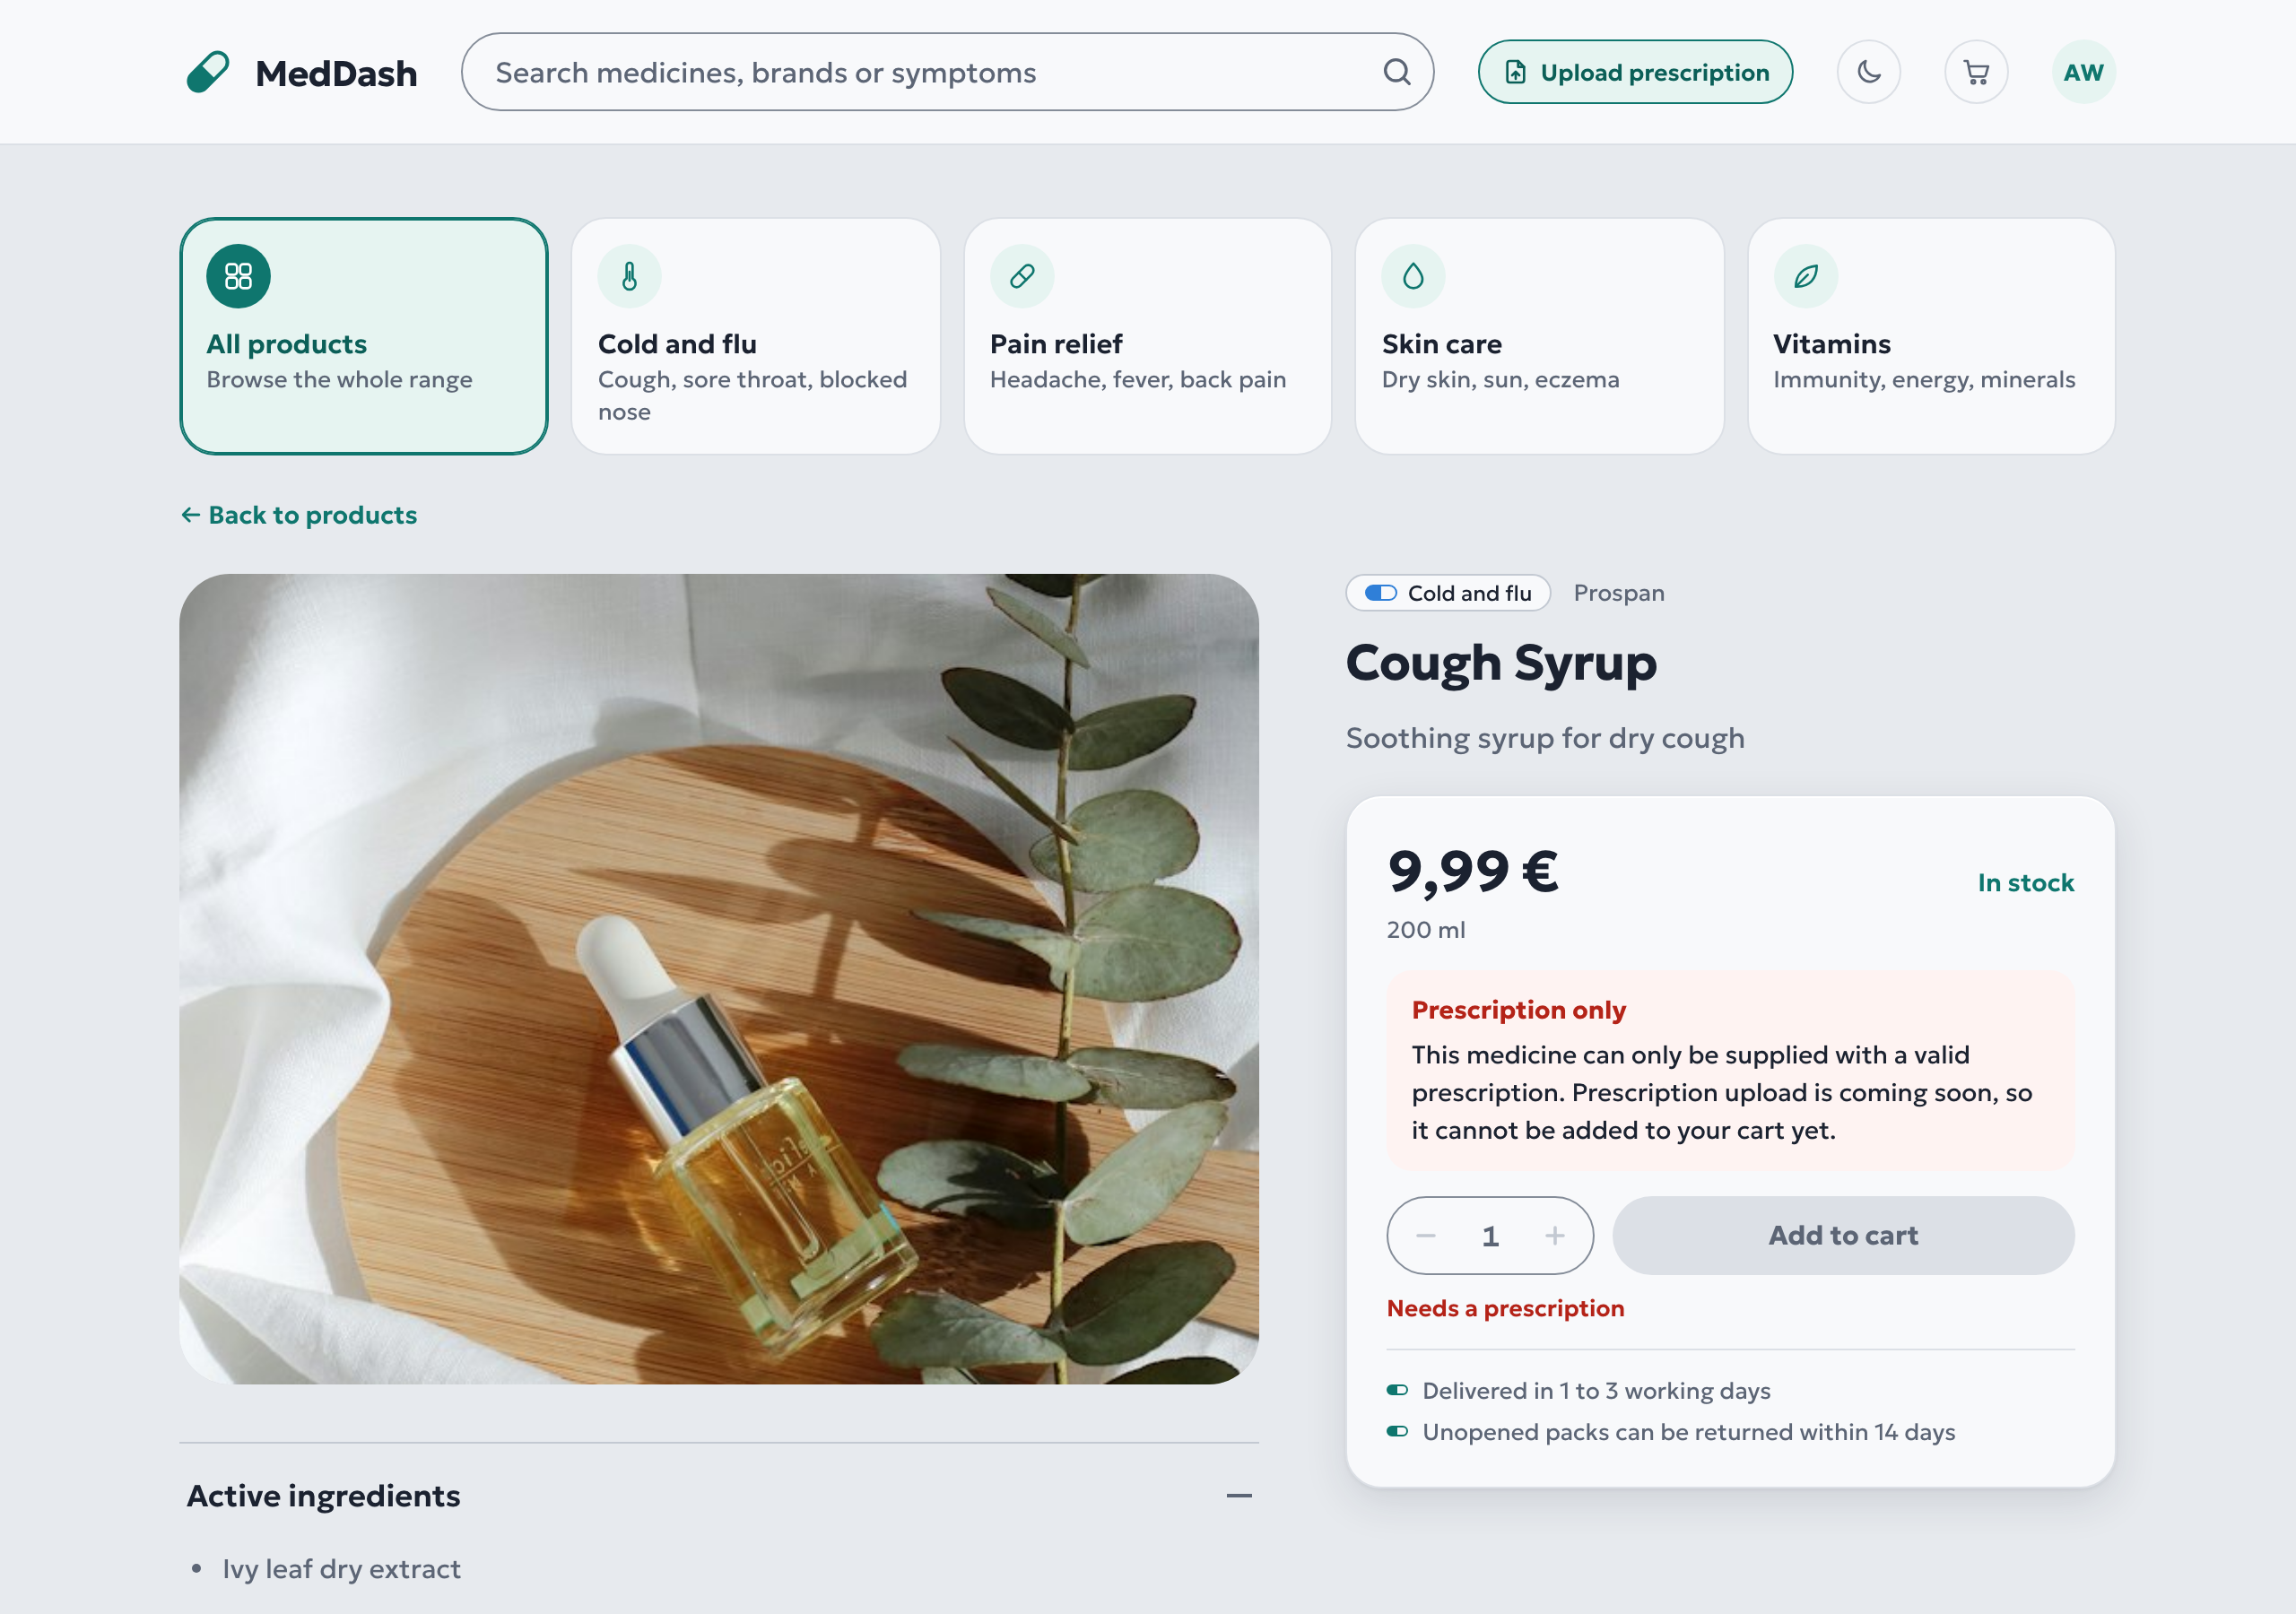 MedDash
Search medicines, brands or symptoms
Upload prescription
AW
All products
Browse the whole range
Cold and flu
Cough, sore throat, blocked
nose
Pain relief
Headache, fever, back pain
Skin care
Dry skin, sun, eczema
Vitamins
Immunity, energy, minerals
← Back to products
Cold and flu
Prospan
Cough Syrup
Soothing syrup for dry cough
9,99 €
In stock
200 ml
Prescription only
This medicine can only be supplied with a valid
prescription. Prescription upload is coming soon, so
it cannot be added to your cart yet.
− 1 +
Add to cart
Needs a prescription
Delivered in 1 to 3 working days
Unopened packs can be returned within 14 days
Active ingredients
• Ivy leaf dry extract